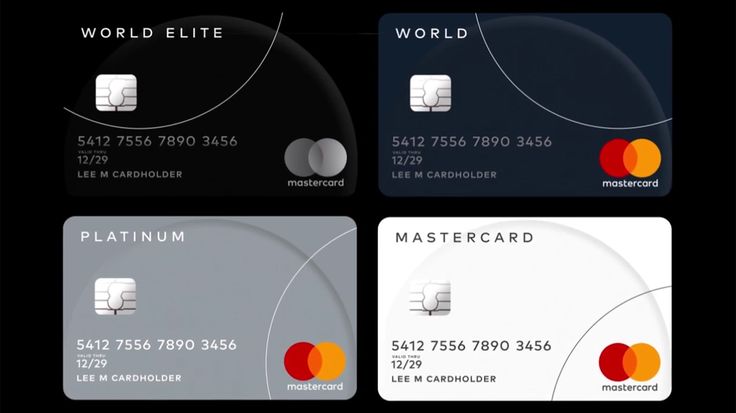 WORLD ELITE
5412 7556 7890 3456
VALID THRU
12/29
LEE M CARDHOLDER
mastercard
WORLD
5412 7556 7890 3456
VALID THRU
12/29
LEE M CARDHOLDER
mastercard
PLATINUM
5412 7556 7890 3456
VALID THRU
12/29
LEE M CARDHOLDER
mastercard
MASTERCARD
5412 7556 7890 3456
VALID THRU
12/29
LEE M CARDHOLDER
mastercard